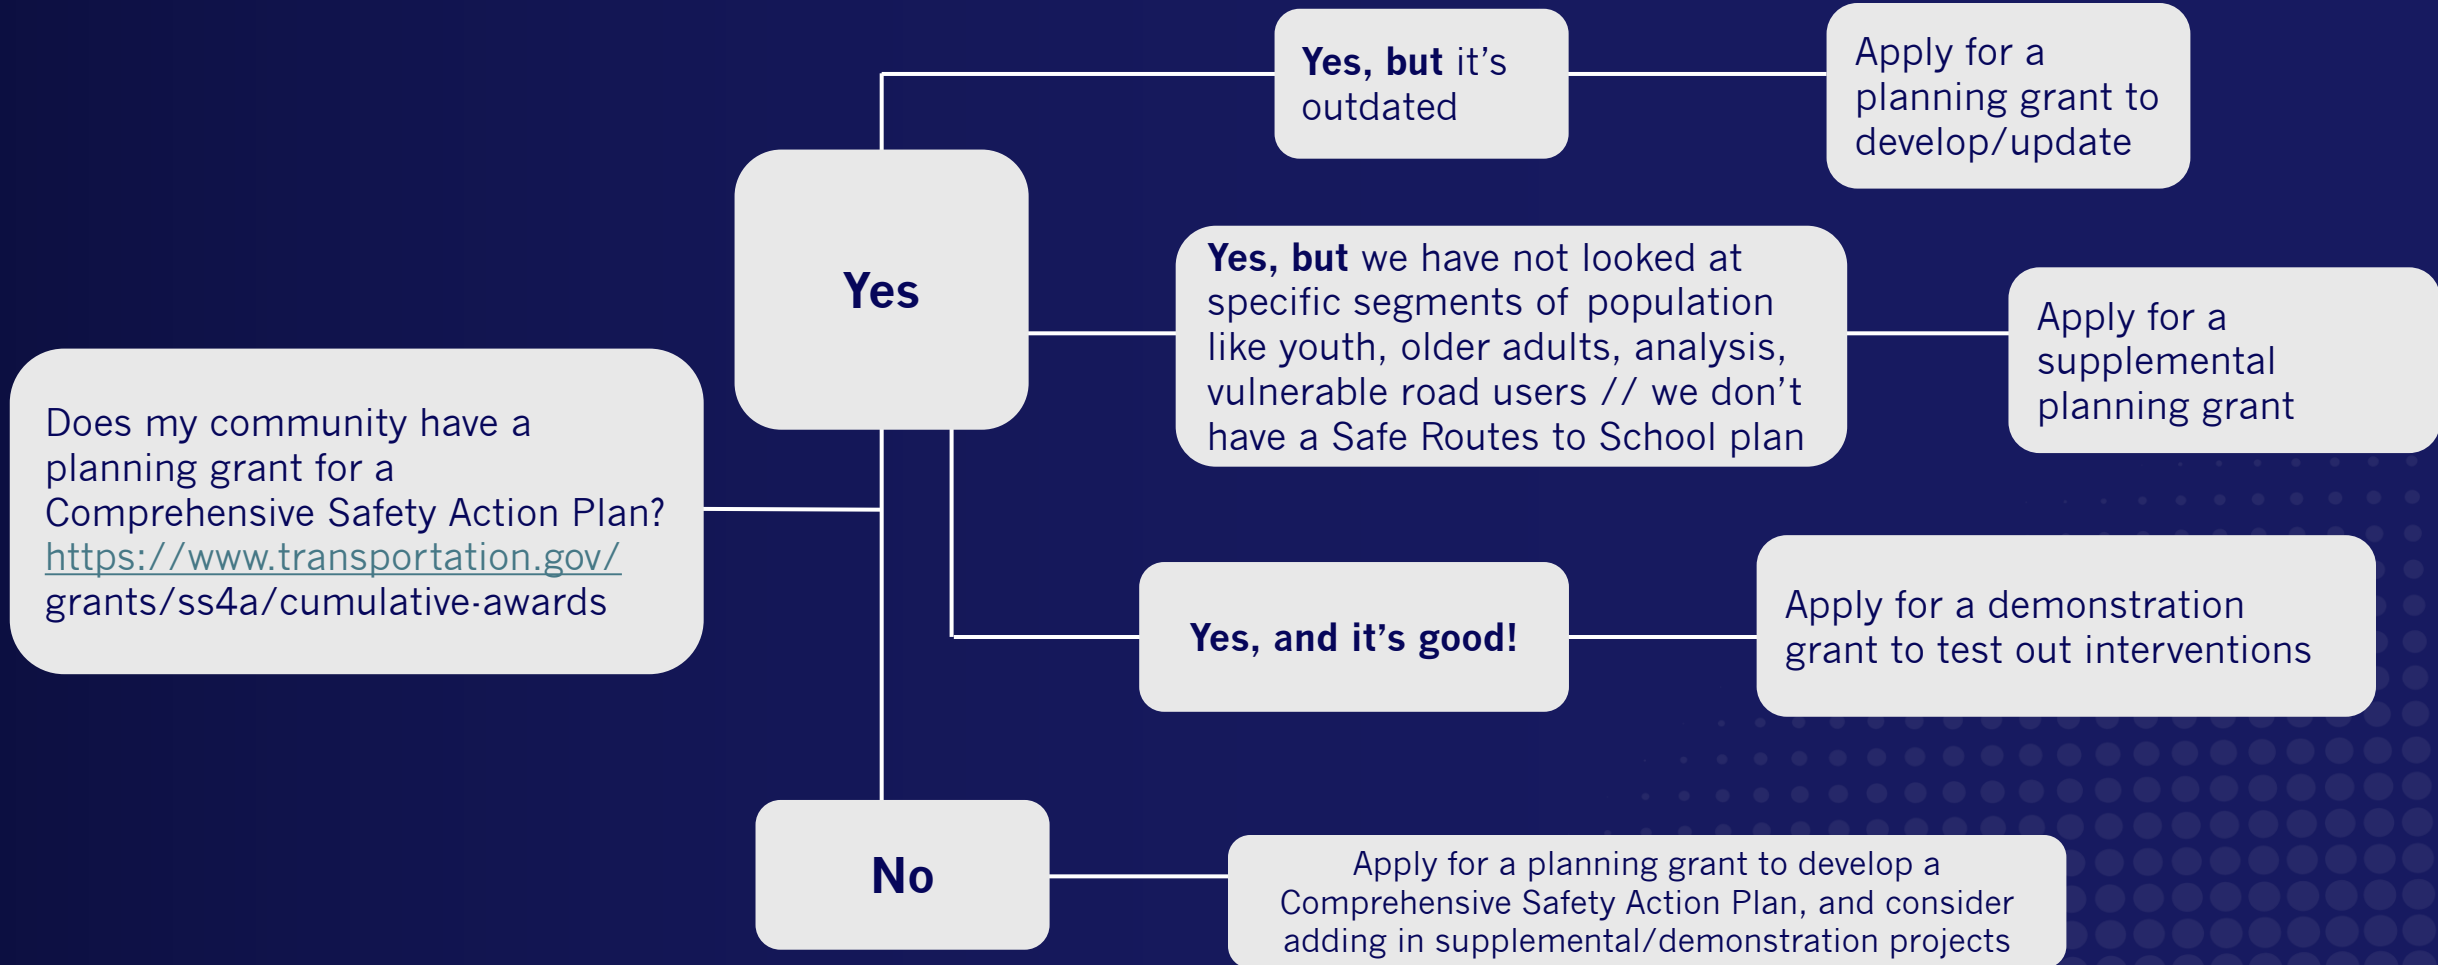 Does my community have a
planning grant for a
Comprehensive Safety Action Plan?
https://www.transportation.gov/
grants/ss4a/cumulative-awards
Yes
Yes, but it's
outdated
Apply for a
planning grant to
develop/update
Yes, but we have not looked at
specific segments of population
like youth, older adults, analysis,
vulnerable road users // we don't
have a Safe Routes to School plan
Apply for a
supplemental
planning grant
Yes, and it's good!
Apply for a demonstration
grant to test out interventions
No
Apply for a planning grant to develop a
Comprehensive Safety Action Plan, and consider
adding in supplemental/demonstration projects